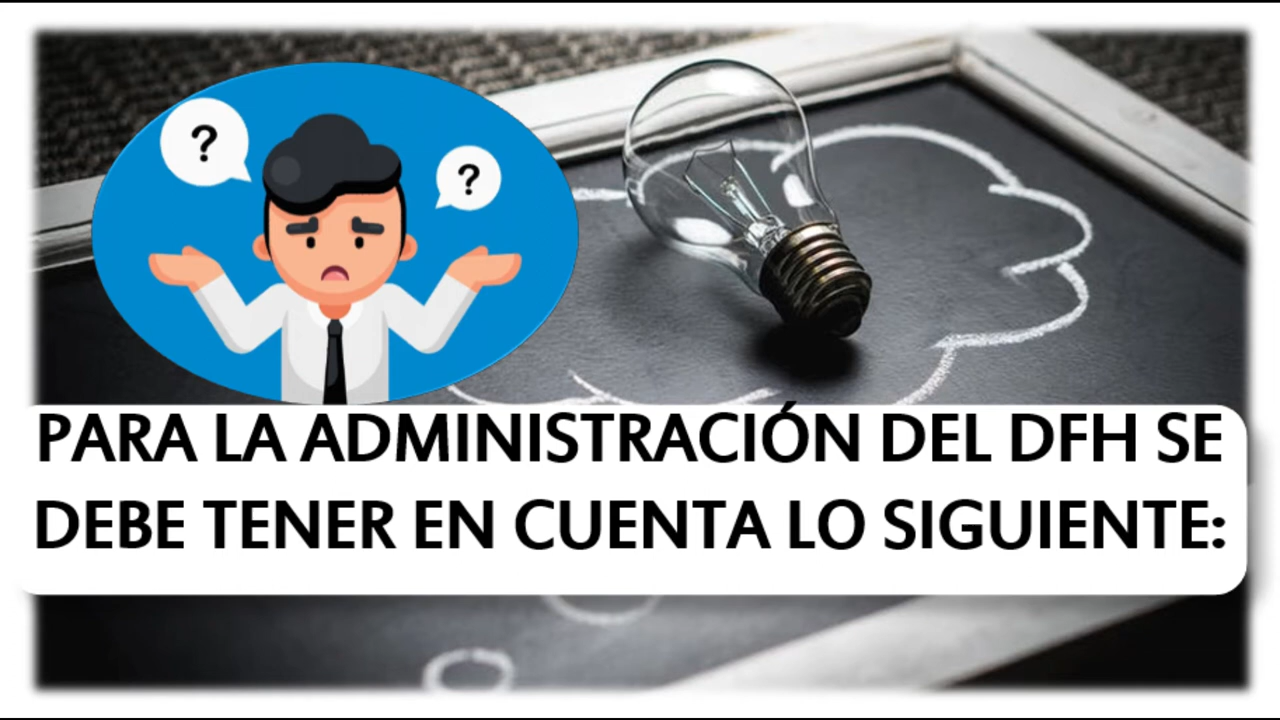 ?
?
PARA LA ADMINISTRACIÓN DEL DFH SE
DEBE TENER EN CUENTA LO SIGUIENTE: